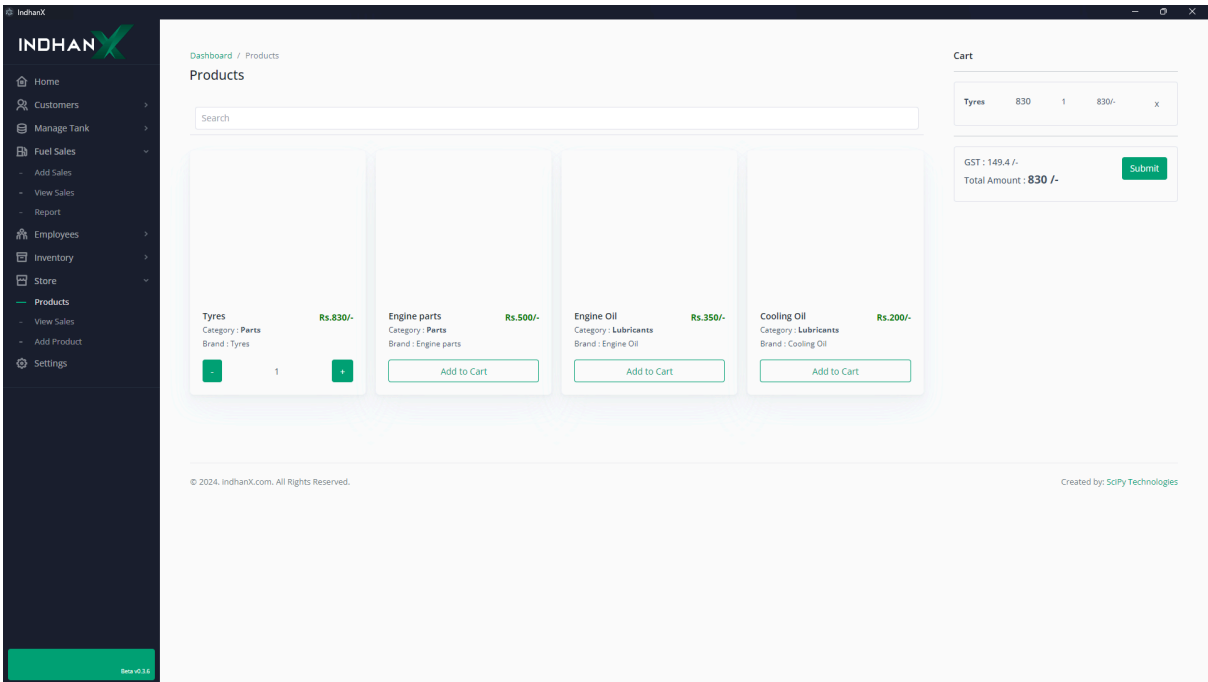 IndhanX
INDHANX
Home
Customers
Manage Tank
Fuel Sales
- Add Sales
- View Sales
- Report
Employees
Inventory
Store
Products
- View Sales
- Add Product
Settings
Beta v0.3.6
Dashboard / Products
Products
Search
Tyres Rs.830/-
Category : Parts
Brand : Tyres
- 1 +
Engine parts Rs.500/-
Category : Parts
Brand : Engine parts
Add to Cart
Engine Oil Rs.350/-
Category : Lubricants
Brand : Engine Oil
Add to Cart
Cooling Oil Rs.200/-
Category : Lubricants
Brand : Cooling Oil
Add to Cart
Cart
Tyres 830 1 830/- x
GST : 149.4 /-
Total Amount : 830 /-
Submit
© 2024. indhanX.com. All Rights Reserved.
Created by: SciPy Technologies